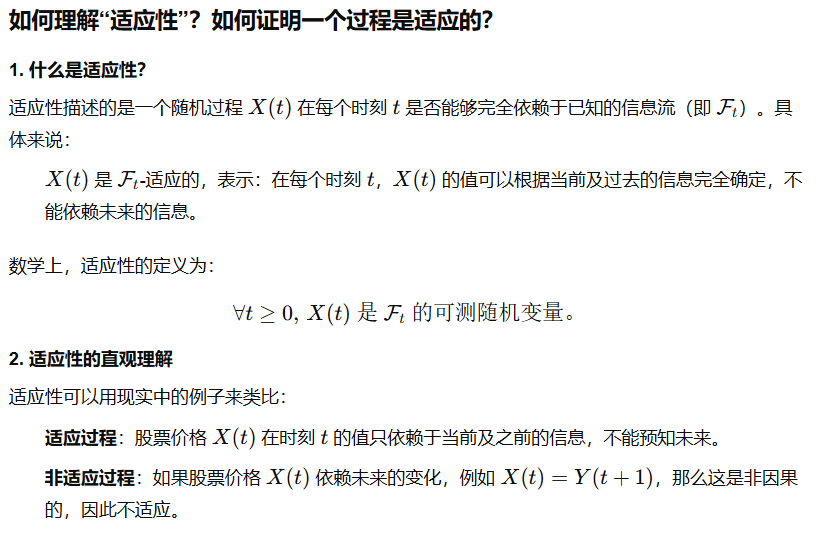 如何理解“适应性”？如何证明一个过程是适应的？
1. 什么是适应性？
适应性描述的是一个随机过程 X(t) 在每个时刻 t 是否能够完全依赖于已知的信息流（即 ℱₜ）。具
体来说：
X(t) 是 ℱₜ-适应的，表示：在每个时刻 t，X(t) 的值可以根据当前及过去的信息完全确定，不
能依赖未来的信息。
数学上，适应性的定义为：
∀t ≥ 0, X(t) 是 ℱₜ 的可测随机变量。
2. 适应性的直观理解
适应性可以用现实中的例子来类比：
适应过程：股票价格 X(t) 在时刻 t 的值只依赖于当前及之前的信息，不能预知未来。
非适应过程：如果股票价格 X(t) 依赖未来的变化，例如 X(t) = Y(t + 1)，那么这是非因果
的，因此不适应。